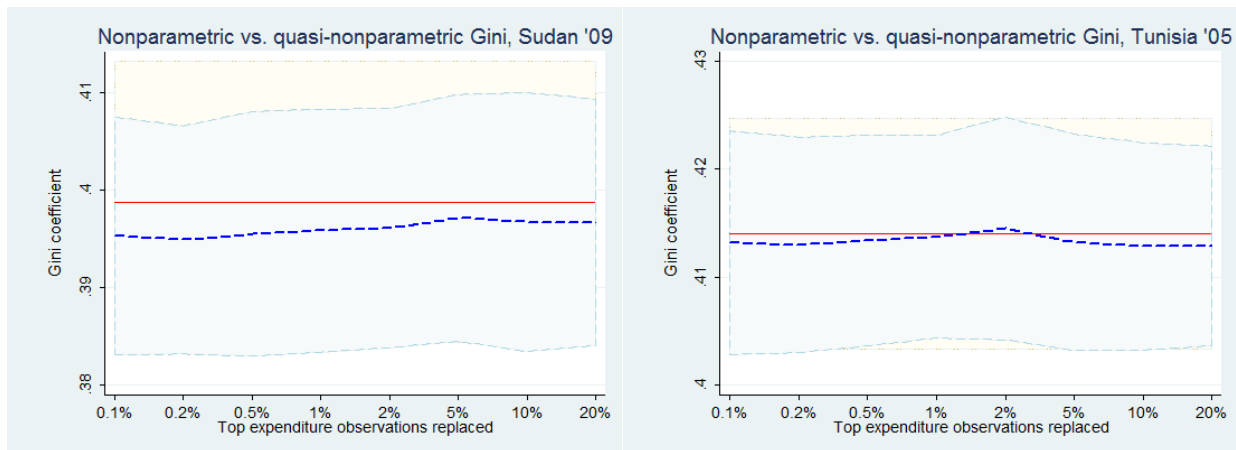 Nonparametric vs. quasi-nonparametric Gini, Sudan '09
Gini coefficient
.41
.4
.39
.38
0.1% 0.2% 0.5% 1% 2% 5% 10% 20%
Top expenditure observations replaced
Nonparametric vs. quasi-nonparametric Gini, Tunisia '05
Gini coefficient
.43
.42
.41
.4
0.1% 0.2% 0.5% 1% 2% 5% 10% 20%
Top expenditure observations replaced